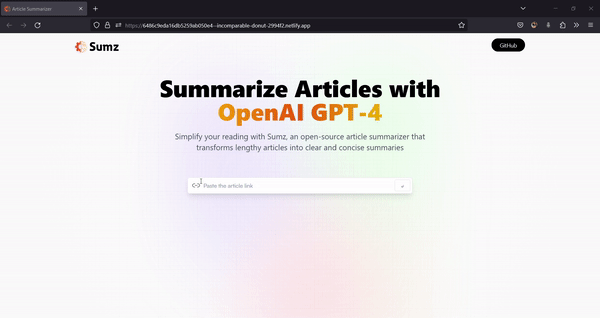 Article Summarizer
https://6486c9eda16db5259ab050e4--incomparable-donut-2994f2.netlify.app
Sumz
GitHub
Summarize Articles with
OpenAI GPT-4
Simplify your reading with Sumz, an open-source article summarizer that
transforms lengthy articles into clear and concise summaries
Paste the article link